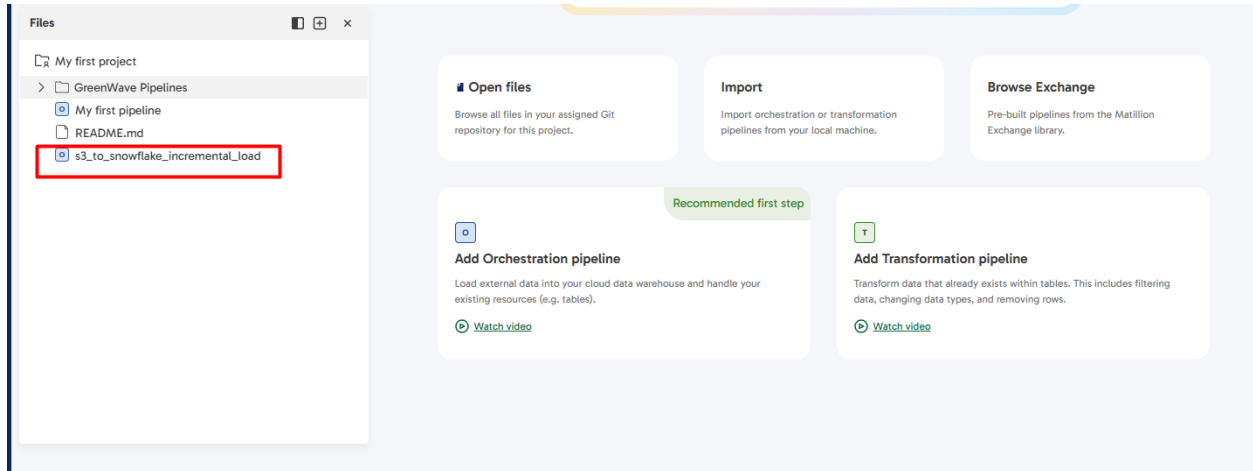 Files
My first project
GreenWave Pipelines
O My first pipeline
README.md
O s3_to_snowflake_incremental_load
Open files
Browse all files in your assigned Git
repository for this project.
Import
Import orchestration or transformation
pipelines from your local machine.
Browse Exchange
Pre-built pipelines from the Matillion
Exchange library.
Recommended first step
O
Add Orchestration pipeline
Load external data into your cloud data warehouse and handle your
existing resources (e.g. tables).
Watch video
T
Add Transformation pipeline
Transform data that already exists within tables. This includes filtering
data, changing data types, and removing rows.
Watch video